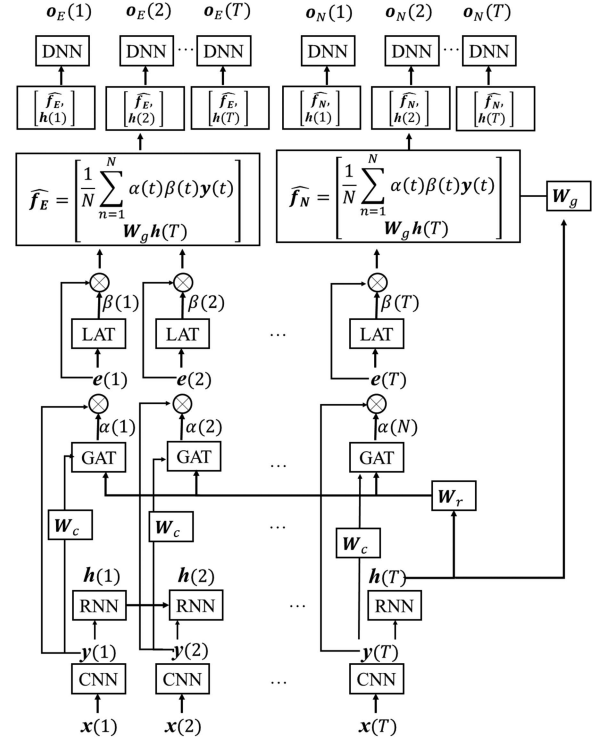 𝒐_E(1) 𝒐_E(2) 𝒐_E(T) 𝒐_N(1) 𝒐_N(2) 𝒐_N(T)
DNN DNN ⋯ DNN DNN DNN ⋯ DNN
[f̂_E, h(1)] [f̂_E, h(2)] [f̂_E, h(T)] [f̂_N, h(1)] [f̂_N, h(2)] [f̂_N, h(T)]
f̂_E = [1/N ∑_{n=1}^{N} α(t)β(t)y(t) W_g h(T)]
f̂_N = [1/N ∑_{n=1}^{N} α(t)β(t)y(t) W_g h(T)]
W_g
β(1) β(2) β(T)
LAT LAT ⋯ LAT
e(1) e(2) e(T)
α(1) α(2) α(N)
GAT GAT ⋯ GAT
W_r
W_c W_c ⋯ W_c
h(1) h(2) h(T)
RNN RNN ⋯ RNN
y(1) y(2) y(T)
CNN CNN ⋯ CNN
x(1) x(2) x(T)